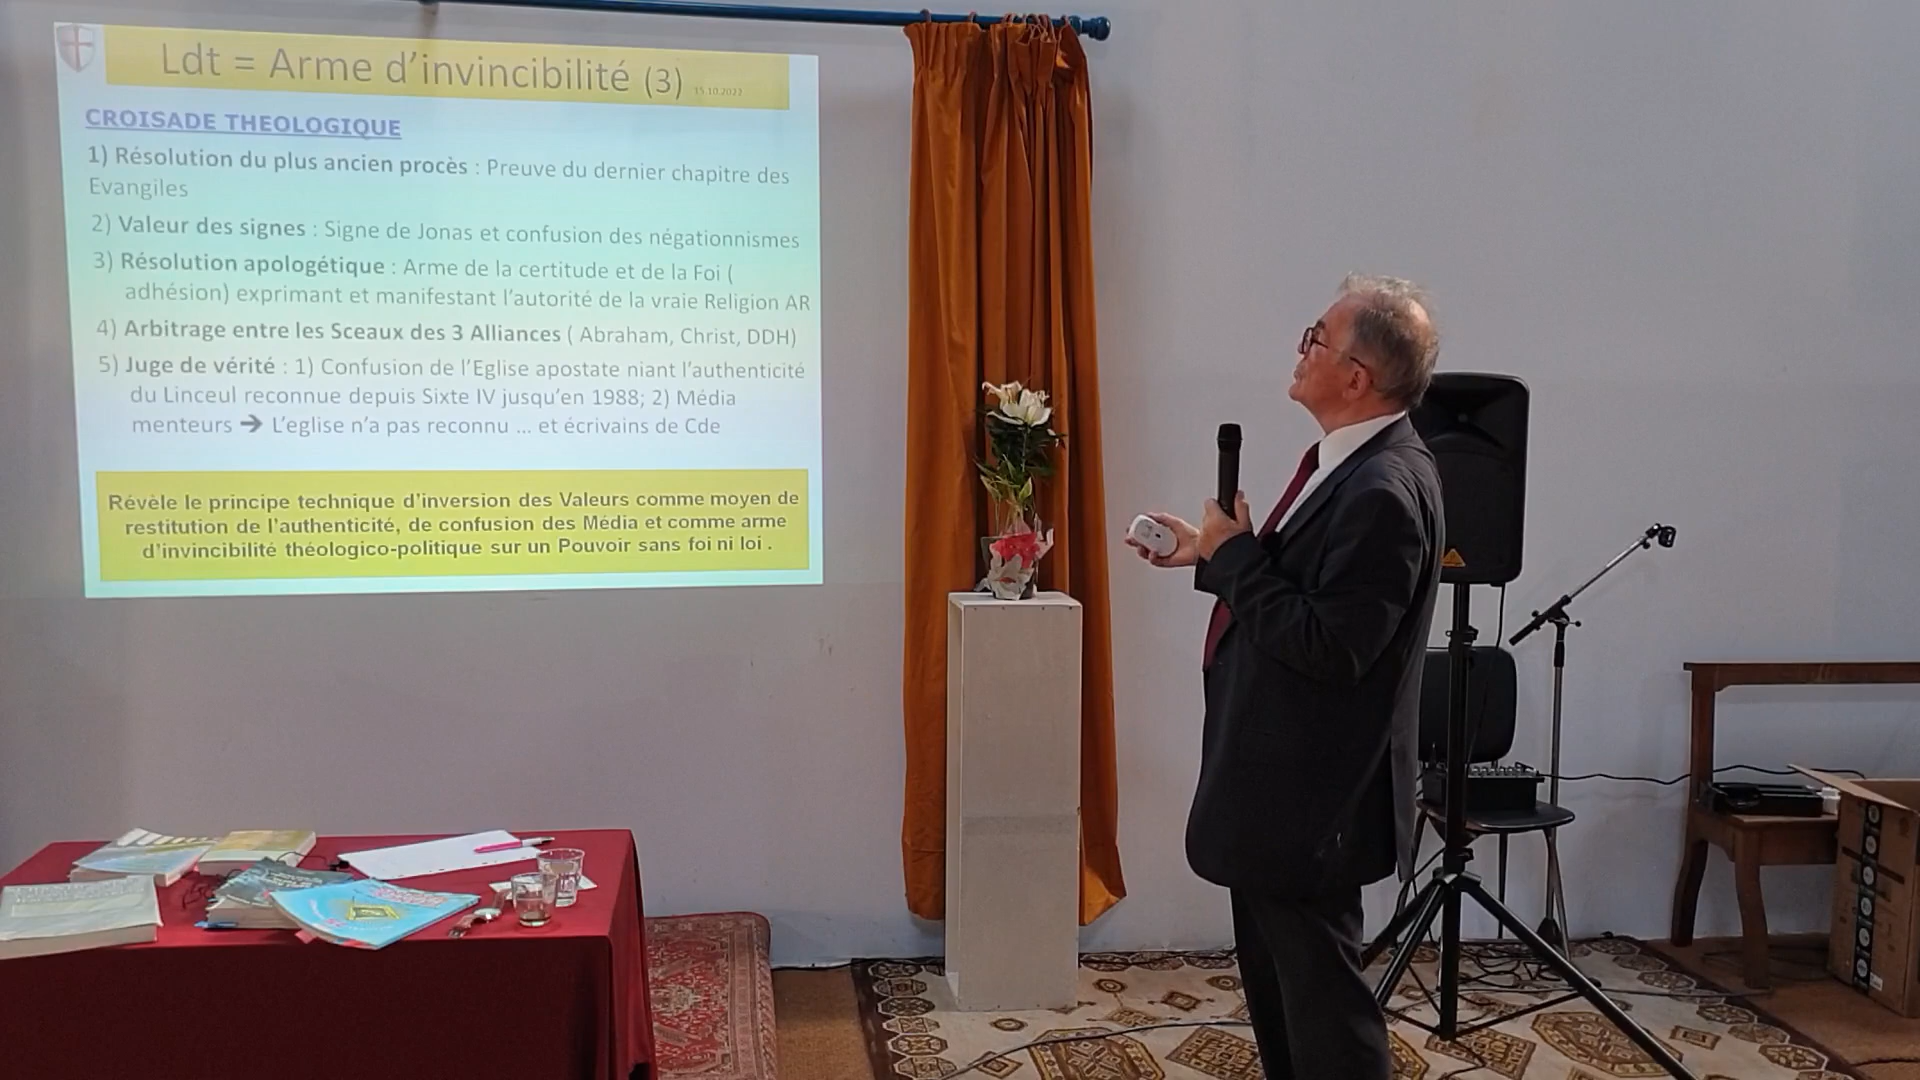 Ldt = Arme d'invincibilité (3) 15.10.2022
CROISADE THEOLOGIQUE
1) Résolution du plus ancien procès : Preuve du dernier chapitre des
Evangiles
2) Valeur des signes : Signe de Jonas et confusion des négationnismes
3) Résolution apologétique : Arme de la certitude et de la Foi (
adhésion) exprimant et manifestant l'autorité de la vraie Religion AR
4) Arbitrage entre les Sceaux des 3 Alliances ( Abraham, Christ, DDH)
5) Juge de vérité : 1) Confusion de l'Eglise apostate niant l'authenticité
du Linceul reconnue depuis Sixte IV jusqu'en 1988; 2) Média
menteurs ➔ L'eglise n'a pas reconnu ... et écrivains de Cde
Révèle le principe technique d'inversion des Valeurs comme moyen de
restitution de l'authenticité, de confusion des Média et comme arme
d'invincibilité théologico-politique sur un Pouvoir sans foi ni loi .